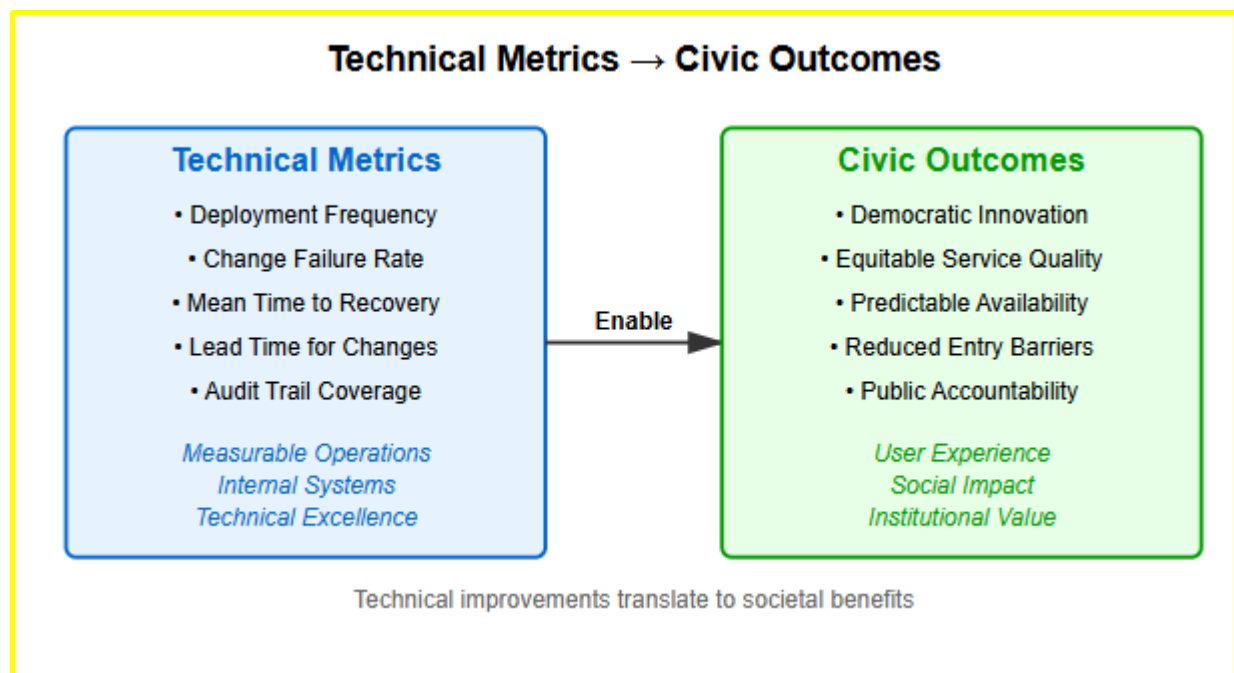 Technical Metrics → Civic Outcomes
Technical Metrics
• Deployment Frequency
• Change Failure Rate
• Mean Time to Recovery
• Lead Time for Changes
• Audit Trail Coverage
Measurable Operations
Internal Systems
Technical Excellence
Enable
Civic Outcomes
• Democratic Innovation
• Equitable Service Quality
• Predictable Availability
• Reduced Entry Barriers
• Public Accountability
User Experience
Social Impact
Institutional Value
Technical improvements translate to societal benefits